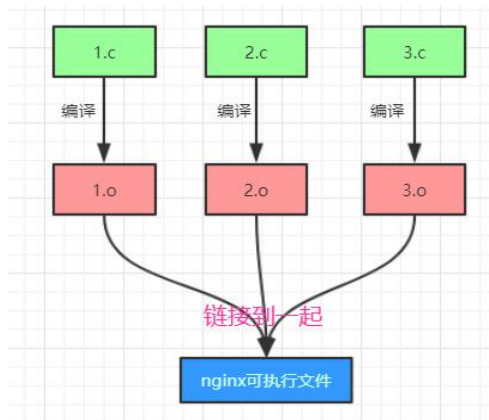 1.c 2.c 3.c
编译 编译 编译
1.o 2.o 3.o
链接到一起
nginx可执行文件